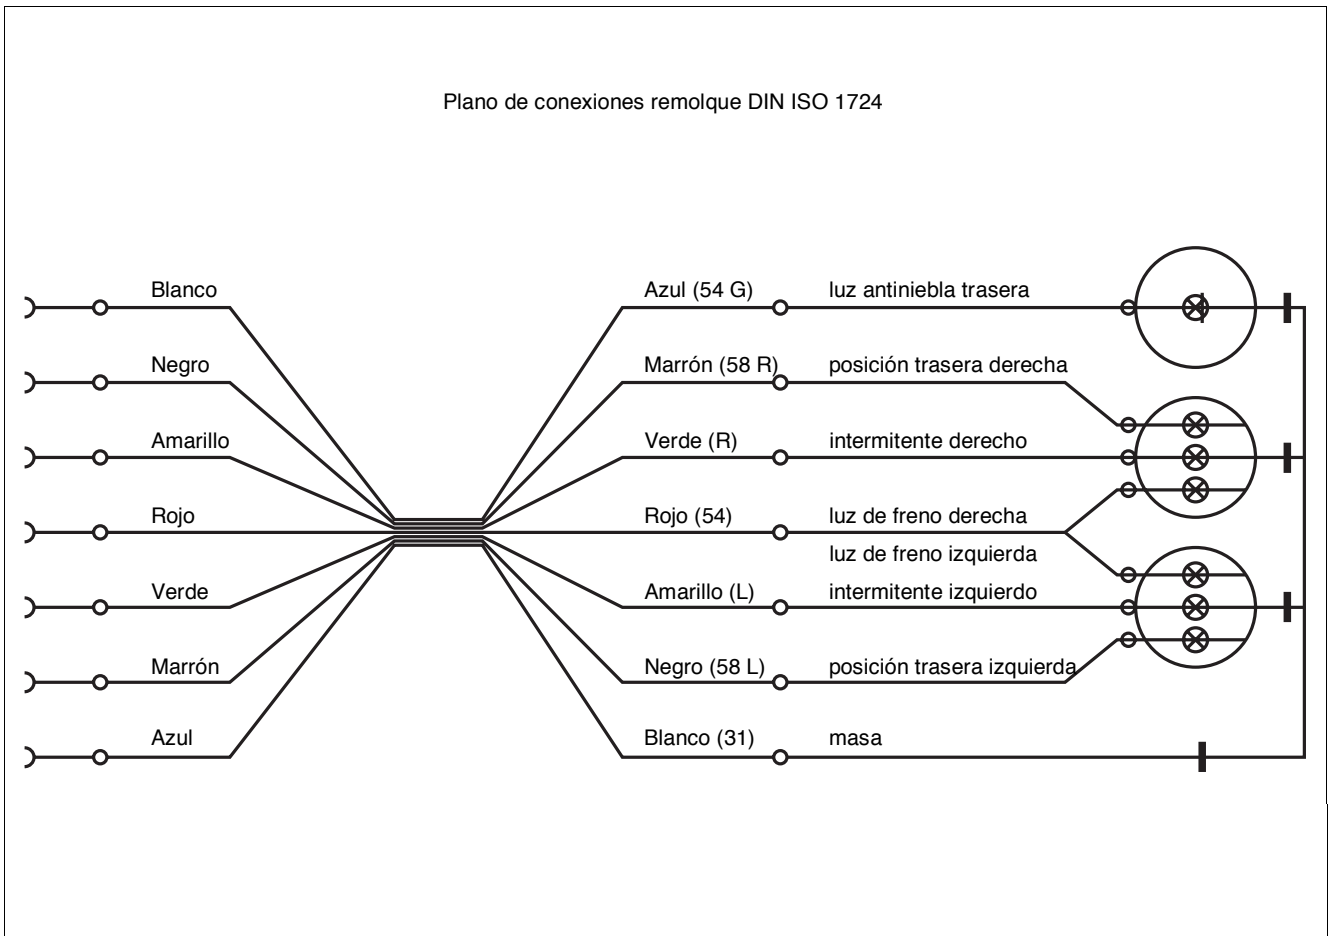 Plano de conexiones remolque DIN ISO 1724
Blanco
Azul (54 G)
luz antiniebla trasera
Negro
Marrón (58 R)
posición trasera derecha
Amarillo
Verde (R)
intermitente derecho
Rojo
Rojo (54)
luz de freno derecha
luz de freno izquierda
Verde
Amarillo (L)
intermitente izquierdo
Marrón
Negro (58 L)
posición trasera izquierda
Azul
Blanco (31)
masa